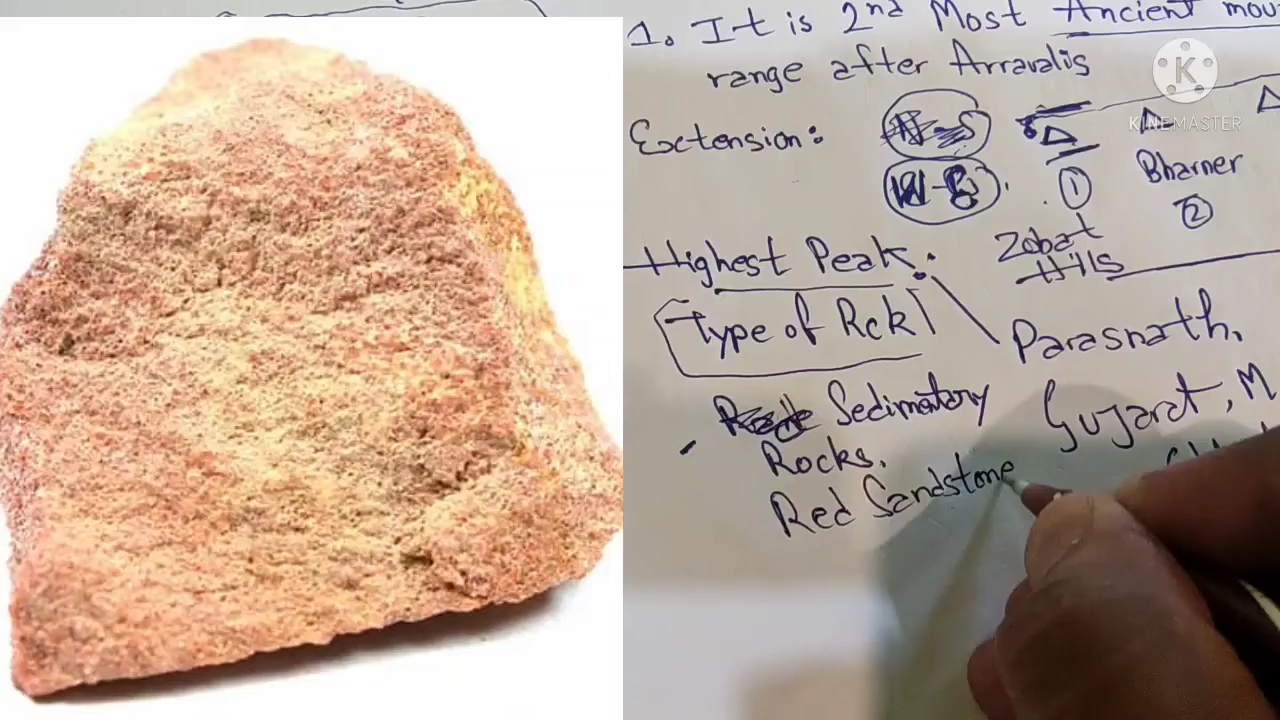 1. It is 2nd Most Ancient mou
range after Arravalis
KINEMASTER
Extension: N-S
W-E
1
Bharner
2
Highest Peak.
Zobat
Hills
Type of Rck
Parasnath.
Sedimatory
Gujarat, M
Rocks.
Red Sandstone